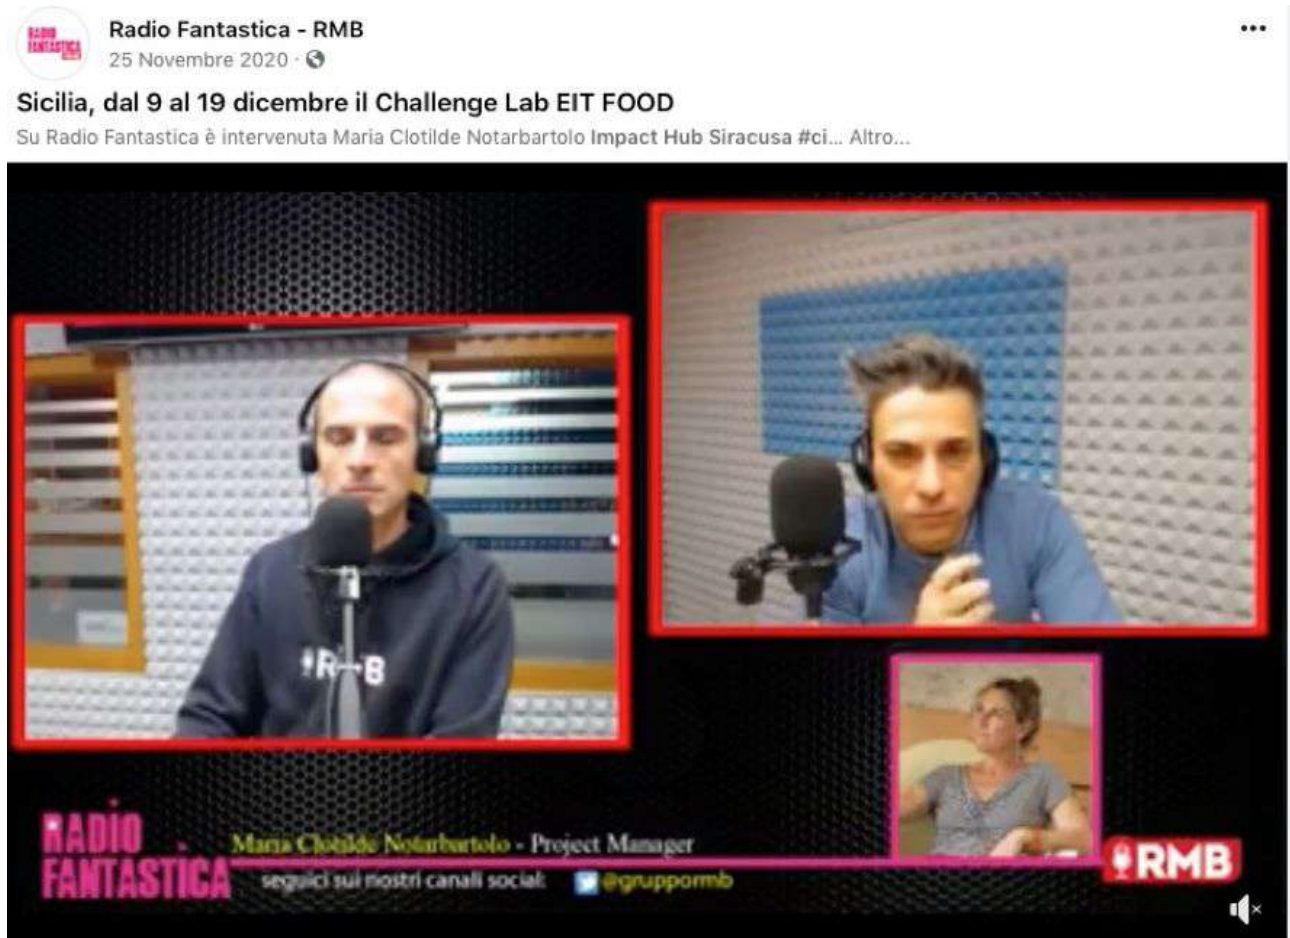 RADIO
FANTASTICA
Radio Fantastica - RMB
25 Novembre 2020 ·
Sicilia, dal 9 al 19 dicembre il Challenge Lab EIT FOOD
Su Radio Fantastica è intervenuta Maria Clotilde Notarbartolo Impact Hub Siracusa #ci... Altro...
R B
RADIO
FANTASTICA
Maria Clotilde Notarbartolo - Project Manager
seguici sui nostri canali social: @gruppormb
RMB